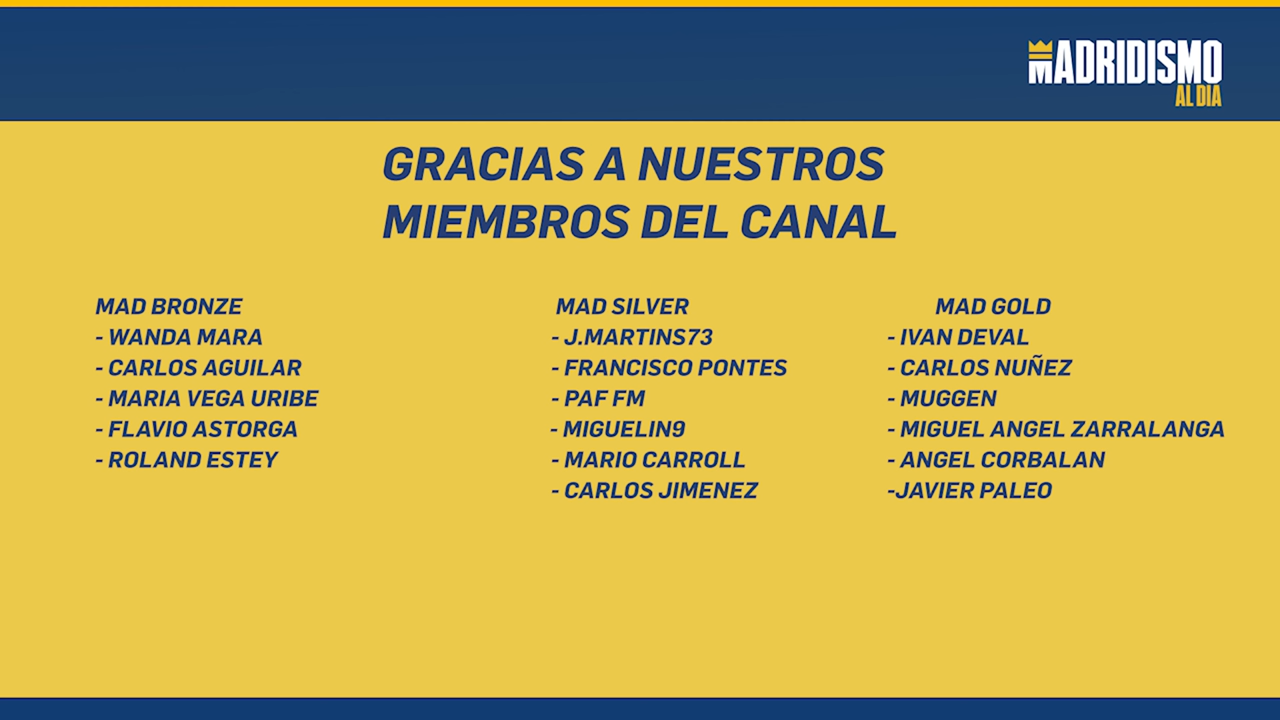 MADRIDISMO
AL DIA
GRACIAS A NUESTROS
MIEMBROS DEL CANAL
MAD BRONZE
- WANDA MARA
- CARLOS AGUILAR
- MARIA VEGA URIBE
- FLAVIO ASTORGA
- ROLAND ESTEY
MAD SILVER
- J.MARTINS73
- FRANCISCO PONTES
- PAF FM
- MIGUELIN9
- MARIO CARROLL
- CARLOS JIMENEZ
MAD GOLD
- IVAN DEVAL
- CARLOS NUÑEZ
- MUGGEN
- MIGUEL ANGEL ZARRALANGA
- ANGEL CORBALAN
-JAVIER PALEO